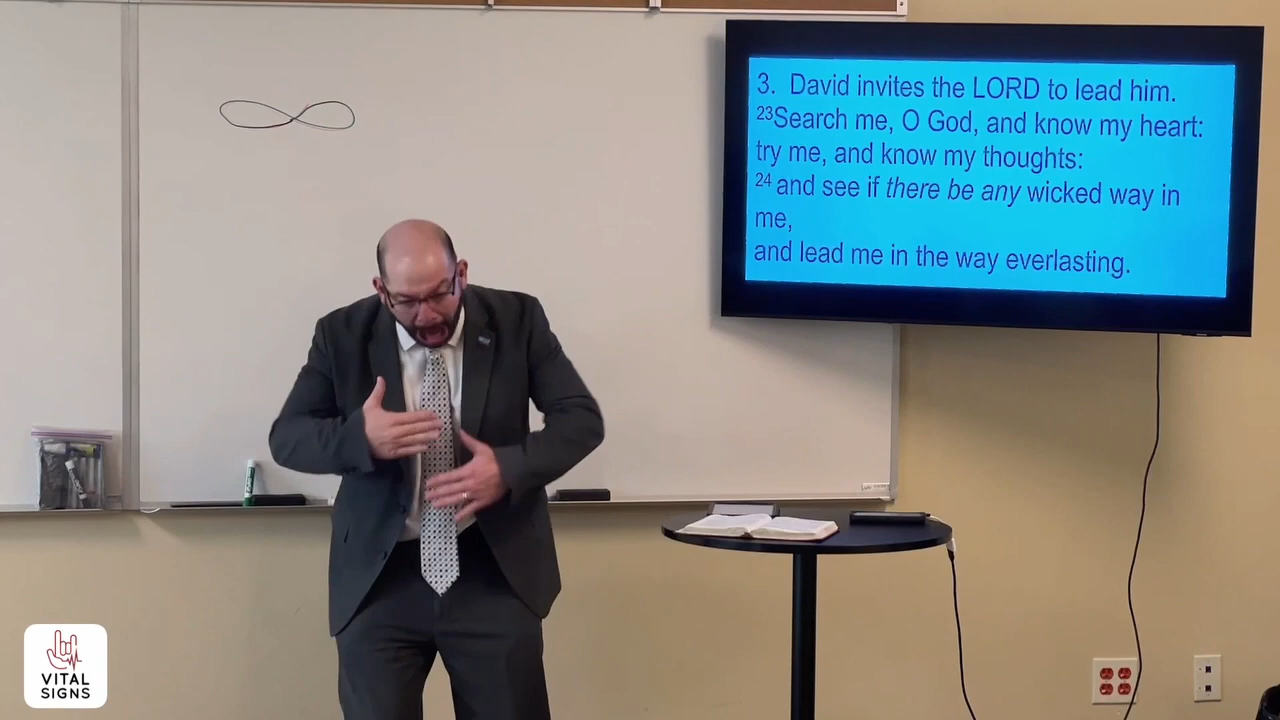 3. David invites the LORD to lead him.
²³Search me, O God, and know my heart:
try me, and know my thoughts:
²⁴ and see if there be any wicked way in
me,
and lead me in the way everlasting.
VITAL
SIGNS